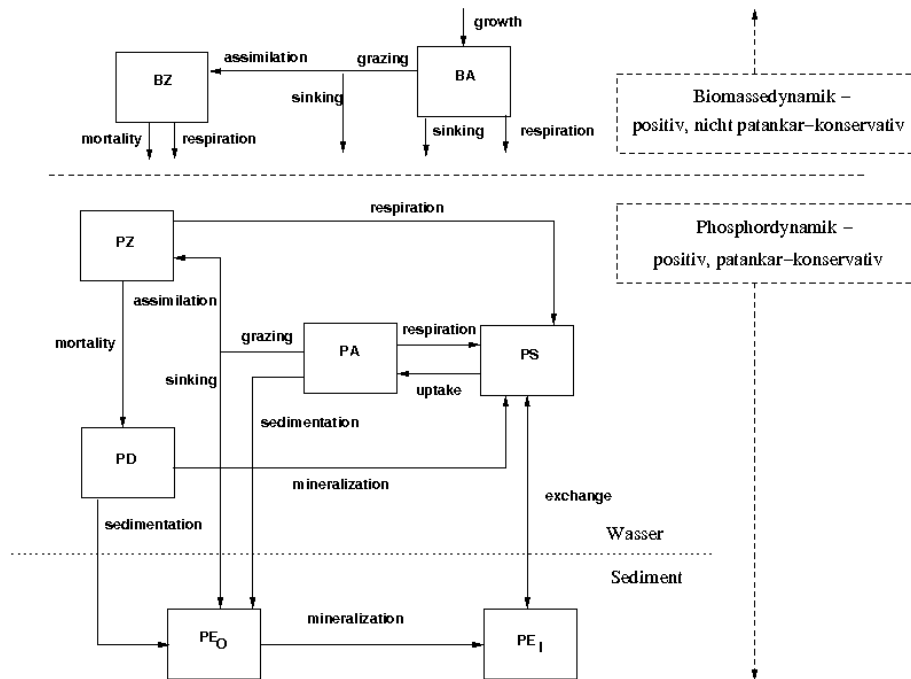 growth
assimilation
grazing
BZ
BA
sinking
mortality
respiration
sinking
respiration
Biomassedynamik –
positiv, nicht patankar–konservativ
respiration
PZ
Phosphordynamik –
positiv, patankar–konservativ
assimilation
grazing
respiration
mortality
PA
PS
sinking
uptake
sedimentation
PD
mineralization
exchange
sedimentation
Wasser
Sediment
mineralization
PE O
PE I